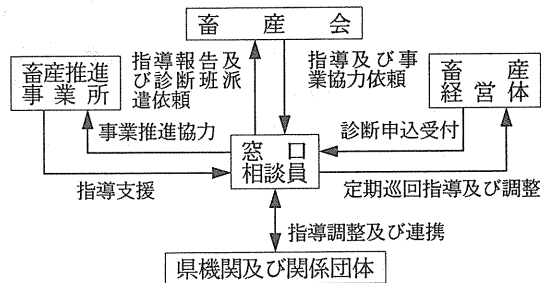 畜産会
指導報告及
び診断班派
遣依頼
指導及び事
業協力依頼
畜産推進
事業所
畜産
経営体
事業推進協力
診断申込受付
窓口
相談員
指導支援
定期巡回指導及び調整
指導調整及び連携
県機関及び関係団体